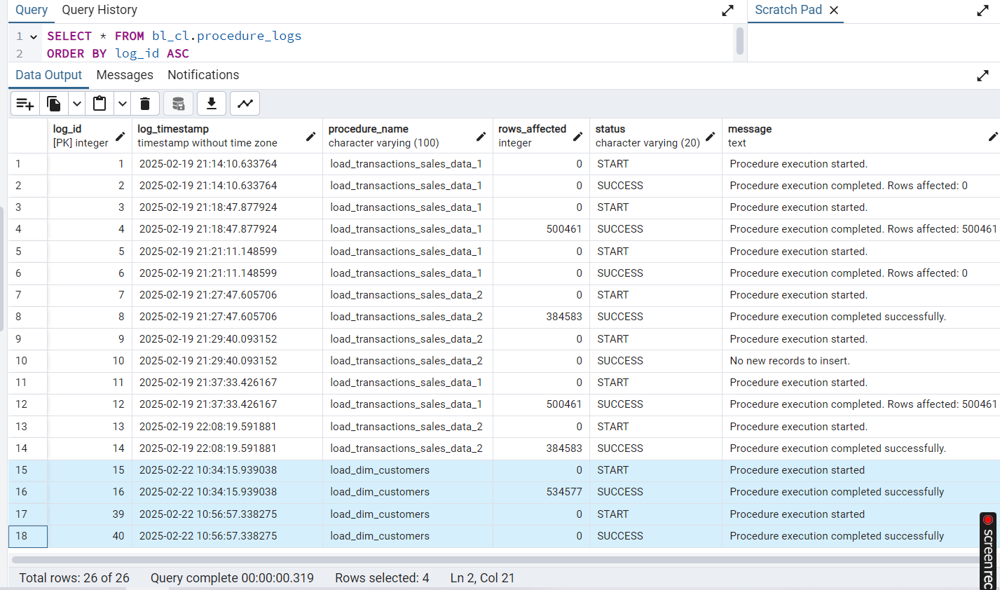 Query Query History Scratch Pad
1 SELECT * FROM bl_cl.procedure_logs
2 ORDER BY log_id ASC
Data Output Messages Notifications
log_id log_timestamp procedure_name rows_affected status message
[PK] integer timestamp without time zone character varying (100) integer character varying (20) text
1 1 2025-02-19 21:14:10.633764 load_transactions_sales_data_1 0 START Procedure execution started.
2 2 2025-02-19 21:14:10.633764 load_transactions_sales_data_1 0 SUCCESS Procedure execution completed. Rows affected: 0
3 3 2025-02-19 21:18:47.877924 load_transactions_sales_data_1 0 START Procedure execution started.
4 4 2025-02-19 21:18:47.877924 load_transactions_sales_data_1 500461 SUCCESS Procedure execution completed. Rows affected: 500461
5 5 2025-02-19 21:21:11.148599 load_transactions_sales_data_1 0 START Procedure execution started.
6 6 2025-02-19 21:21:11.148599 load_transactions_sales_data_1 0 SUCCESS Procedure execution completed. Rows affected: 0
7 7 2025-02-19 21:27:47.605706 load_transactions_sales_data_2 0 START Procedure execution started.
8 8 2025-02-19 21:27:47.605706 load_transactions_sales_data_2 384583 SUCCESS Procedure execution completed successfully.
9 9 2025-02-19 21:29:40.093152 load_transactions_sales_data_2 0 START Procedure execution started.
10 10 2025-02-19 21:29:40.093152 load_transactions_sales_data_2 0 SUCCESS No new records to insert.
11 11 2025-02-19 21:37:33.426167 load_transactions_sales_data_1 0 START Procedure execution started.
12 12 2025-02-19 21:37:33.426167 load_transactions_sales_data_1 500461 SUCCESS Procedure execution completed. Rows affected: 500461
13 13 2025-02-19 22:08:19.591881 load_transactions_sales_data_2 0 START Procedure execution started.
14 14 2025-02-19 22:08:19.591881 load_transactions_sales_data_2 384583 SUCCESS Procedure execution completed successfully.
15 15 2025-02-22 10:34:15.939038 load_dim_customers 0 START Procedure execution started
16 16 2025-02-22 10:34:15.939038 load_dim_customers 534577 SUCCESS Procedure execution completed successfully
17 39 2025-02-22 10:56:57.338275 load_dim_customers 0 START Procedure execution started
18 40 2025-02-22 10:56:57.338275 load_dim_customers 0 SUCCESS Procedure execution completed successfully
Total rows: 26 of 26 Query complete 00:00:00.319 Rows selected: 4 Ln 2, Col 21
screenrec